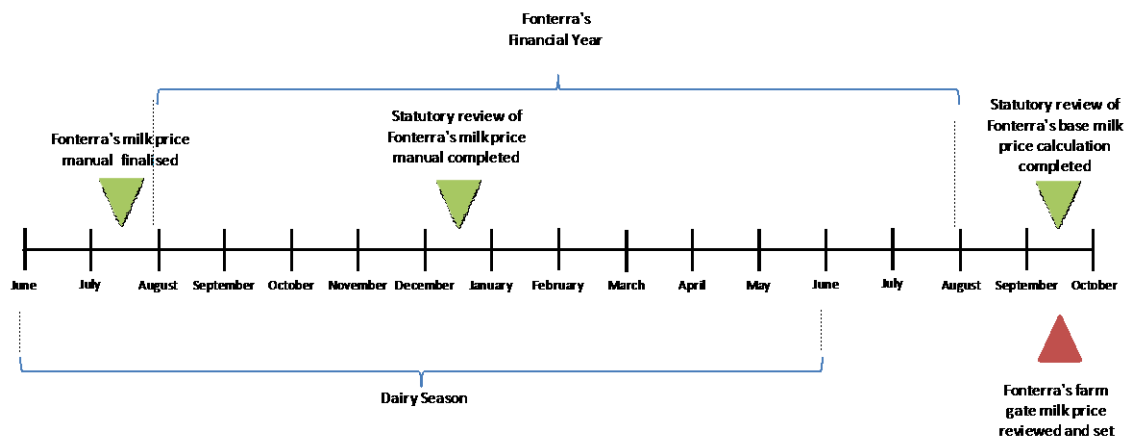 Fonterra's
Financial Year
Fonterra's milk price
manual finalised
Statutory review of
Fonterra's milk price
manual completed
Statutory review of
Fonterra's base milk
price calculation
completed
June July August September October November December January February March April May June July August September October
Dairy Season
Fonterra's farm
gate milk price
reviewed and set